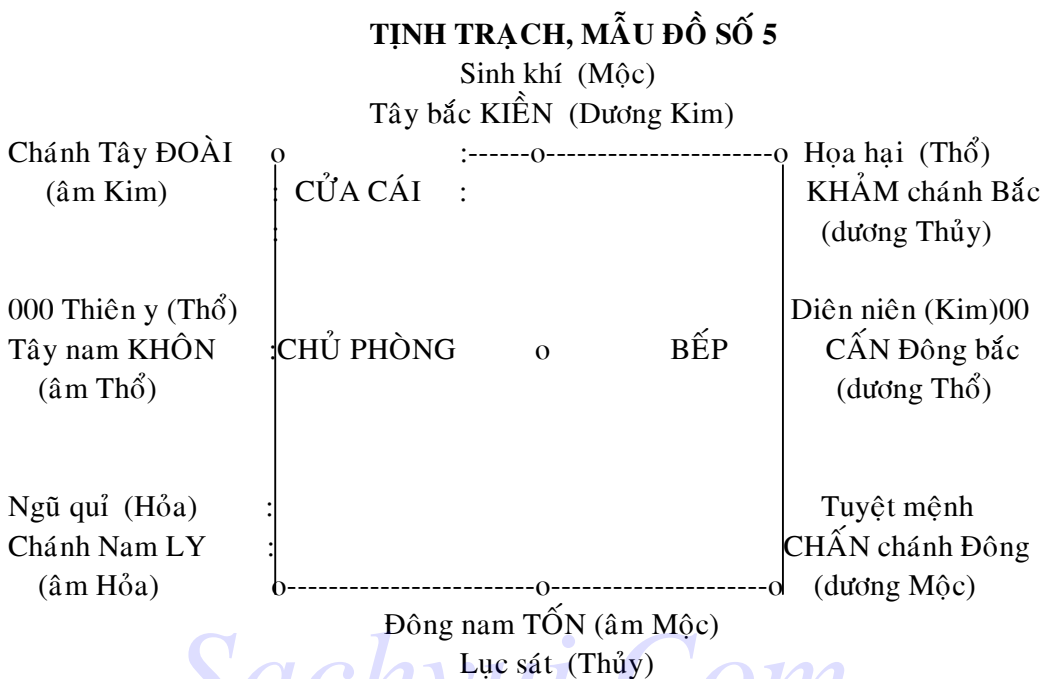 TỊNH TRẠCH, MẪU ĐỒ SỐ 5
Sinh khí (Mộc)
Tây bắc KIỀN (Dương Kim)
Chánh Tây ĐOÀI o :------o----------------------o Họa hại (Thổ)
(âm Kim) : CỬA CÁI : KHẢM chánh Bắc
: (dương Thủy)
000 Thiên y (Thổ) Diên niên (Kim)00
Tây nam KHÔN :CHỦ PHÒNG o BẾP CẤN Đông bắc
(âm Thổ) (dương Thổ)
Ngũ quỉ (Hỏa) : Tuyệt mệnh
Chánh Nam LY : CHẤN chánh Đông
(âm Hỏa) o------------------------o---------------------o (dương Mộc)
Đông nam TỐN (âm Mộc)
Lục sát (Thủy)
Sachvui.Com